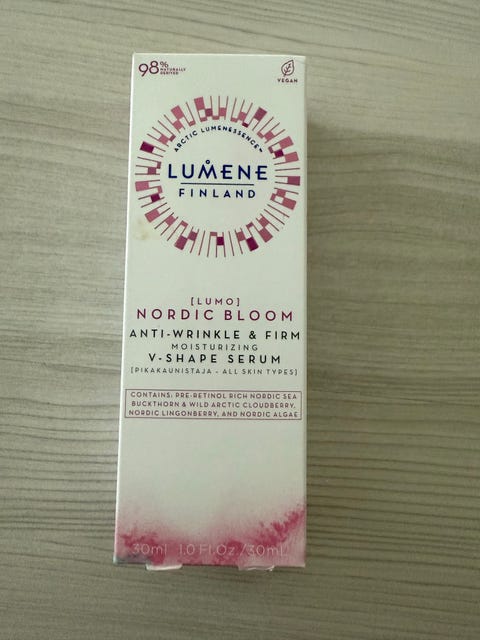 98% NATURALLY DERIVED
VEGAN
ARCTIC LUMENESSENCE™
LUMENE
FINLAND
[LUMO]
NORDIC BLOOM
ANTI-WRINKLE & FIRM
MOISTURIZING
V-SHAPE SERUM
[PIKAKAUNISTAJA - ALL SKIN TYPES]
CONTAINS: PRE-RETINOL RICH NORDIC SEA
BUCKTHORN & WILD ARCTIC CLOUDBERRY,
NORDIC LINGONBERRY, AND NORDIC ALGAE
30ml 1.0 Fl.Oz./30ml